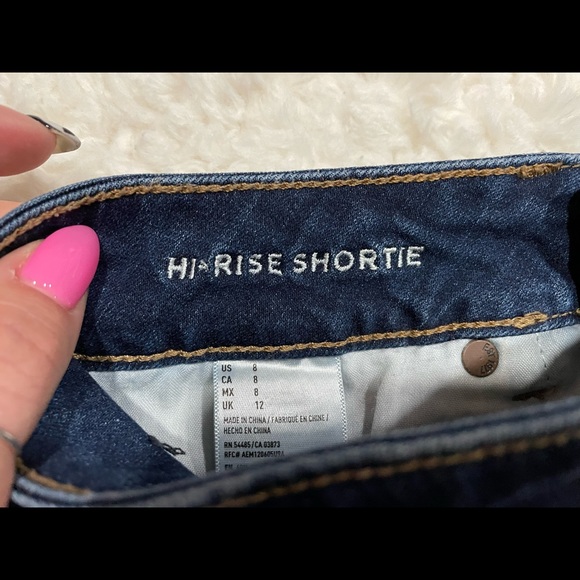 HI-RISE SHORTIE
US 8
CA 8
MX 8
UK 12
MADE IN CHINA / FABRIQUÉ EN CHINE /
HECHO EN CHINA
RN 54485 / CA 03873
RFC#